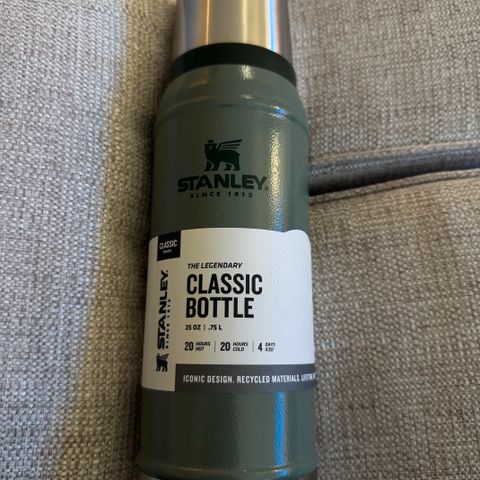 STANLEY
SINCE 1913
CLASSIC
STANLEY
SINCE 1913
THE LEGENDARY
CLASSIC
BOTTLE
25 OZ | .75 L
20 HOURS HOT | 20 HOURS COLD | 4 DAYS ICED
ICONIC DESIGN. RECYCLED MATERIALS.